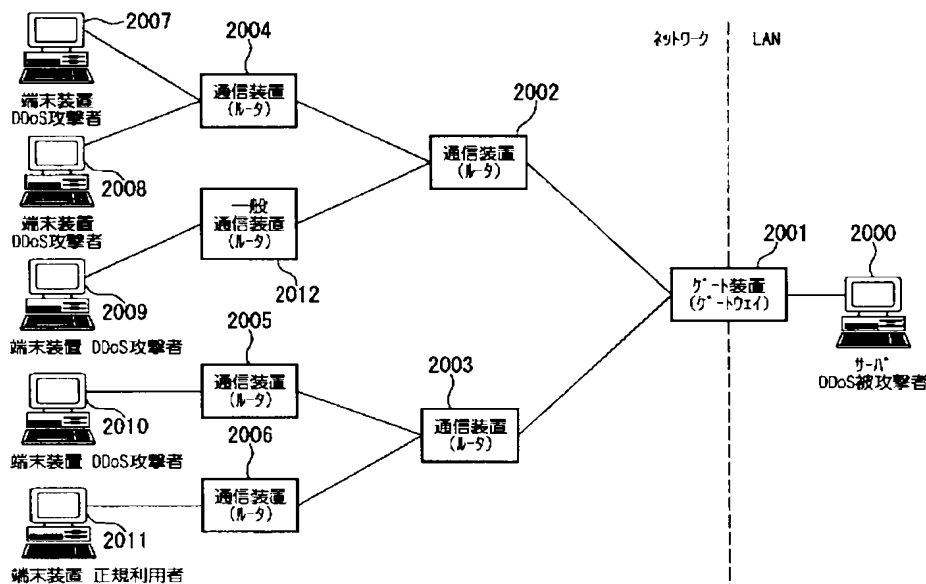 2007
2004
ネットワーク
LAN
通信装置
(ルータ)
2002
端末装置
DDoS攻撃者
通信装置
(ルータ)
2008
一般
通信装置
(ルータ)
端末装置
DDoS攻撃者
2001
2000
2012
ゲート装置
(ゲートウェイ)
2009
2005
端末装置 DDoS攻撃者
2003
サーバ
DDoS被攻撃者
通信装置
(ルータ)
通信装置
(ルータ)
2010
2006
端末装置 DDoS攻撃者
通信装置
(ルータ)
2011
端末装置 正規利用者